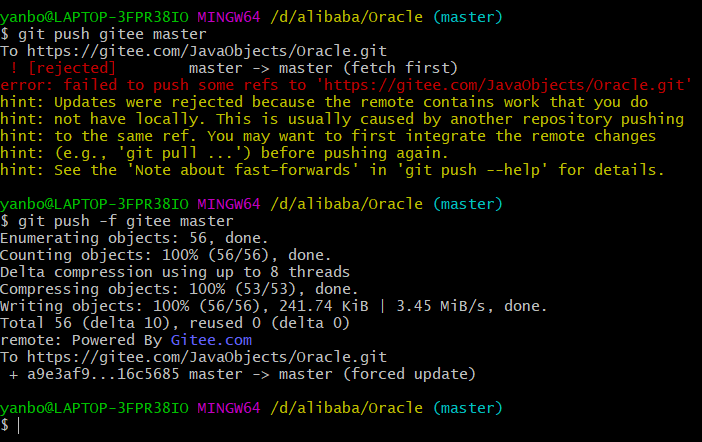 yanbo@LAPTOP-3FPR38IO MINGW64 /d/alibaba/Oracle (master)
$ git push gitee master
To https://gitee.com/JavaObjects/Oracle.git
 ! [rejected]        master -> master (fetch first)
error: failed to push some refs to 'https://gitee.com/JavaObjects/Oracle.git'
hint: Updates were rejected because the remote contains work that you do
hint: not have locally. This is usually caused by another repository pushing
hint: to the same ref. You may want to first integrate the remote changes
hint: (e.g., 'git pull ...') before pushing again.
hint: See the 'Note about fast-forwards' in 'git push --help' for details.
yanbo@LAPTOP-3FPR38IO MINGW64 /d/alibaba/Oracle (master)
$ git push -f gitee master
Enumerating objects: 56, done.
Counting objects: 100% (56/56), done.
Delta compression using up to 8 threads
Compressing objects: 100% (53/53), done.
Writing objects: 100% (56/56), 241.74 KiB | 3.45 MiB/s, done.
Total 56 (delta 10), reused 0 (delta 0)
remote: Powered By Gitee.com
To https://gitee.com/JavaObjects/Oracle.git
 + a9e3af9...16c5685 master -> master (forced update)
yanbo@LAPTOP-3FPR38IO MINGW64 /d/alibaba/Oracle (master)
$